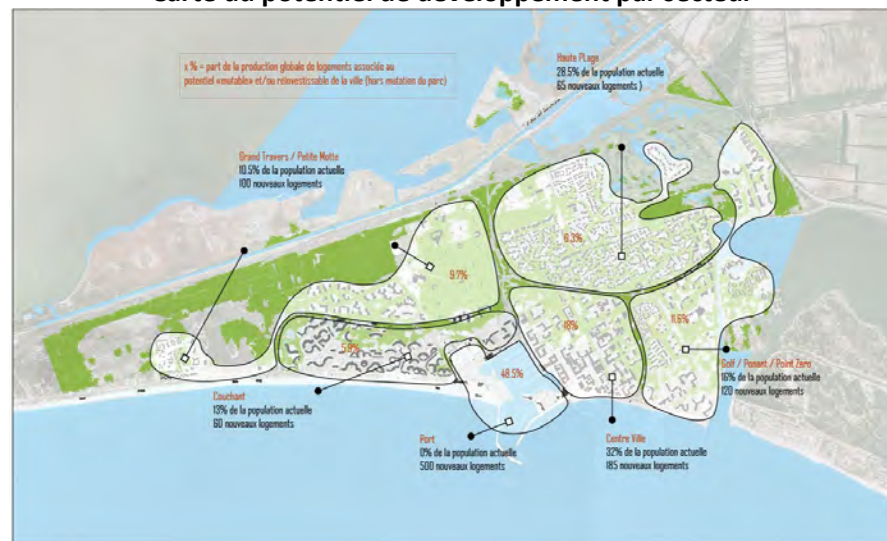 Carte du potentiel de développement par secteur
x % = part de la production globale de logements associée au
potentiel «mutable» et/ou réinvestissable de la ville (hors mutation du parc)
Haute Plage
28.5% de la population actuelle
65 nouveaux logements )
Grand Travers / Petite Motte
10.5% de la population actuelle
100 nouveaux logements
6.3%
9.7%
18%
11.6%
5.8%
48.5%
Golf / Ponant / Point Zero
16% de la population actuelle
120 nouveaux logements
Couchant
13% de la population actuelle
60 nouveaux logements
Port
0% de la population actuelle
500 nouveaux logements
Centre Ville
32% de la population actuelle
185 nouveaux logements